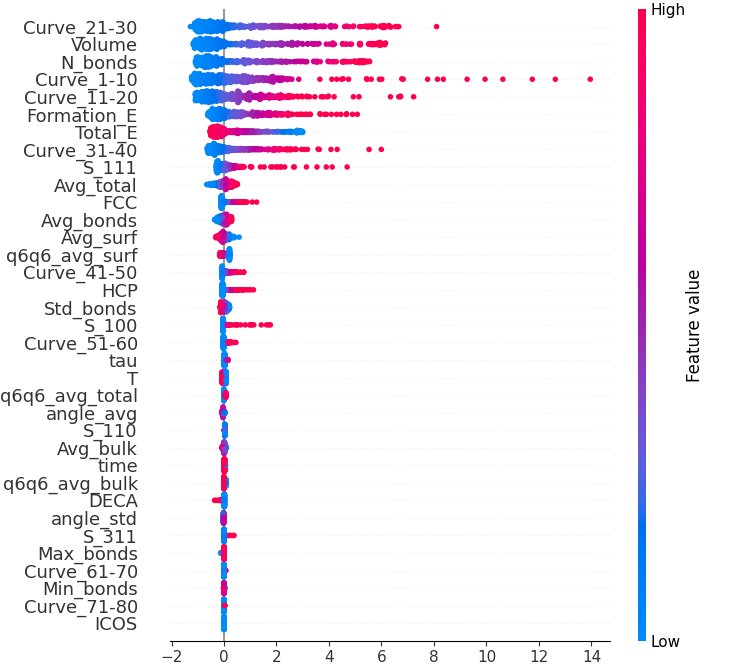 High
Curve_21-30
Volume
N_bonds
Curve_1-10
Curve_11-20
Formation_E
Total_E
Curve_31-40
S_111
Avg_total
FCC
Avg_bonds
Avg_surf
q6q6_avg_surf
Curve_41-50
HCP
Std_bonds
S_100
Curve_51-60
tau
T
q6q6_avg_total
angle_avg
S_110
Avg_bulk
time
q6q6_avg_bulk
DECA
angle_std
S_311
Max_bonds
Curve_61-70
Min_bonds
Curve_71-80
ICOS
Feature value
Low
−2 0 2 4 6 8 10 12 14